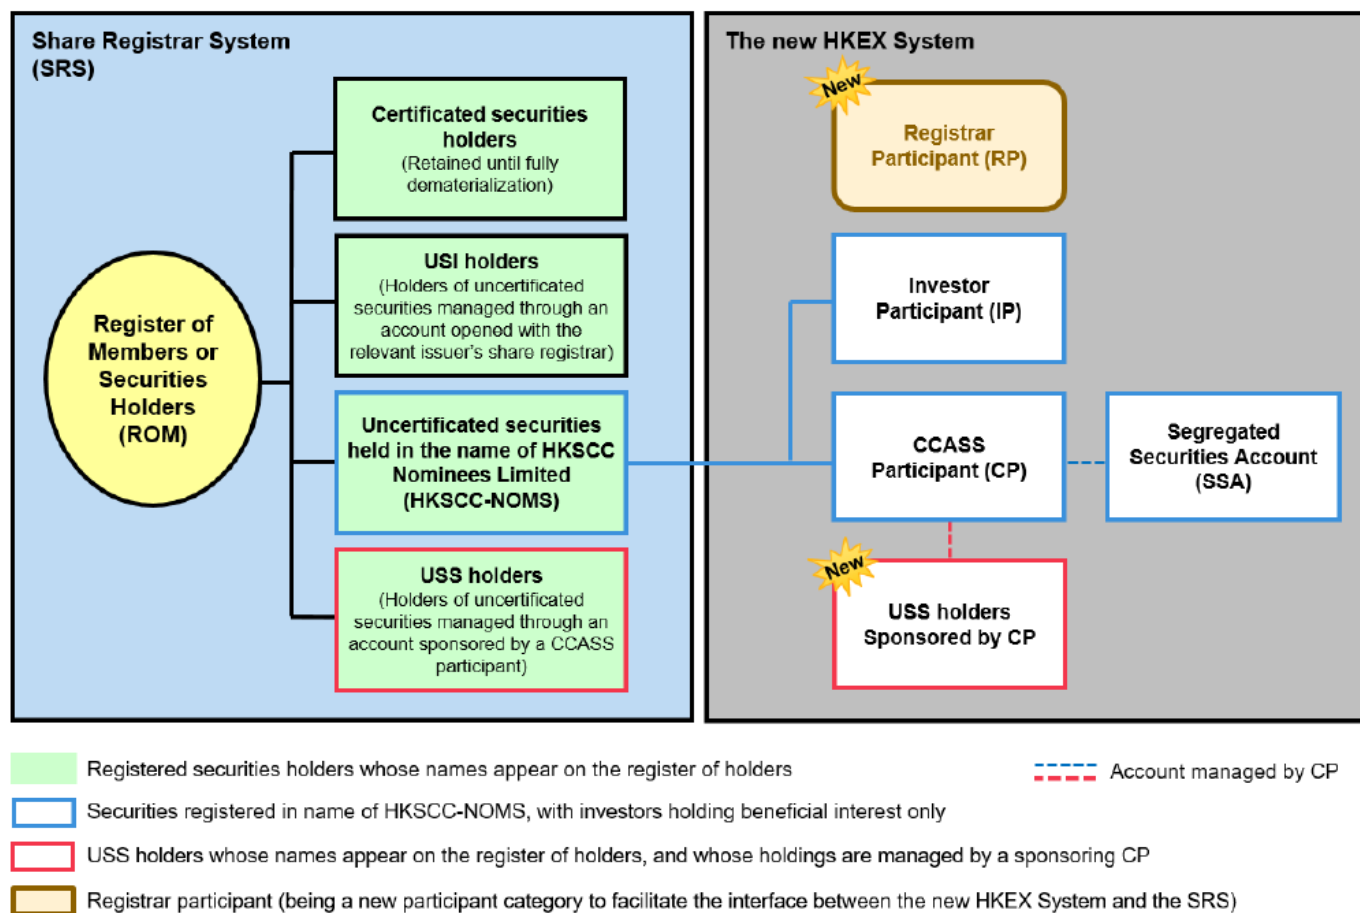 Share Registrar System
(SRS)
Certificated securities
holders
(Retained until fully
dematerialization)
USI holders
(Holders of uncertificated
securities managed through an
account opened with the
relevant issuer's share registrar)
Register of
Members or
Securities
Holders
(ROM)
Uncertificated securities
held in the name of HKSCC
Nominees Limited
(HKSCC-NOMS)
USS holders
(Holders of uncertificated
securities managed through an
account sponsored by a CCASS
participant)
The new HKEX System
New
Registrar
Participant (RP)
Investor
Participant (IP)
CCASS
Participant (CP)
Segregated
Securities Account
(SSA)
New
USS holders
Sponsored by CP
Registered securities holders whose names appear on the register of holders
Account managed by CP
Securities registered in name of HKSCC-NOMS, with investors holding beneficial interest only
USS holders whose names appear on the register of holders, and whose holdings are managed by a sponsoring CP
Registrar participant (being a new participant category to facilitate the interface between the new HKEX System and the SRS)